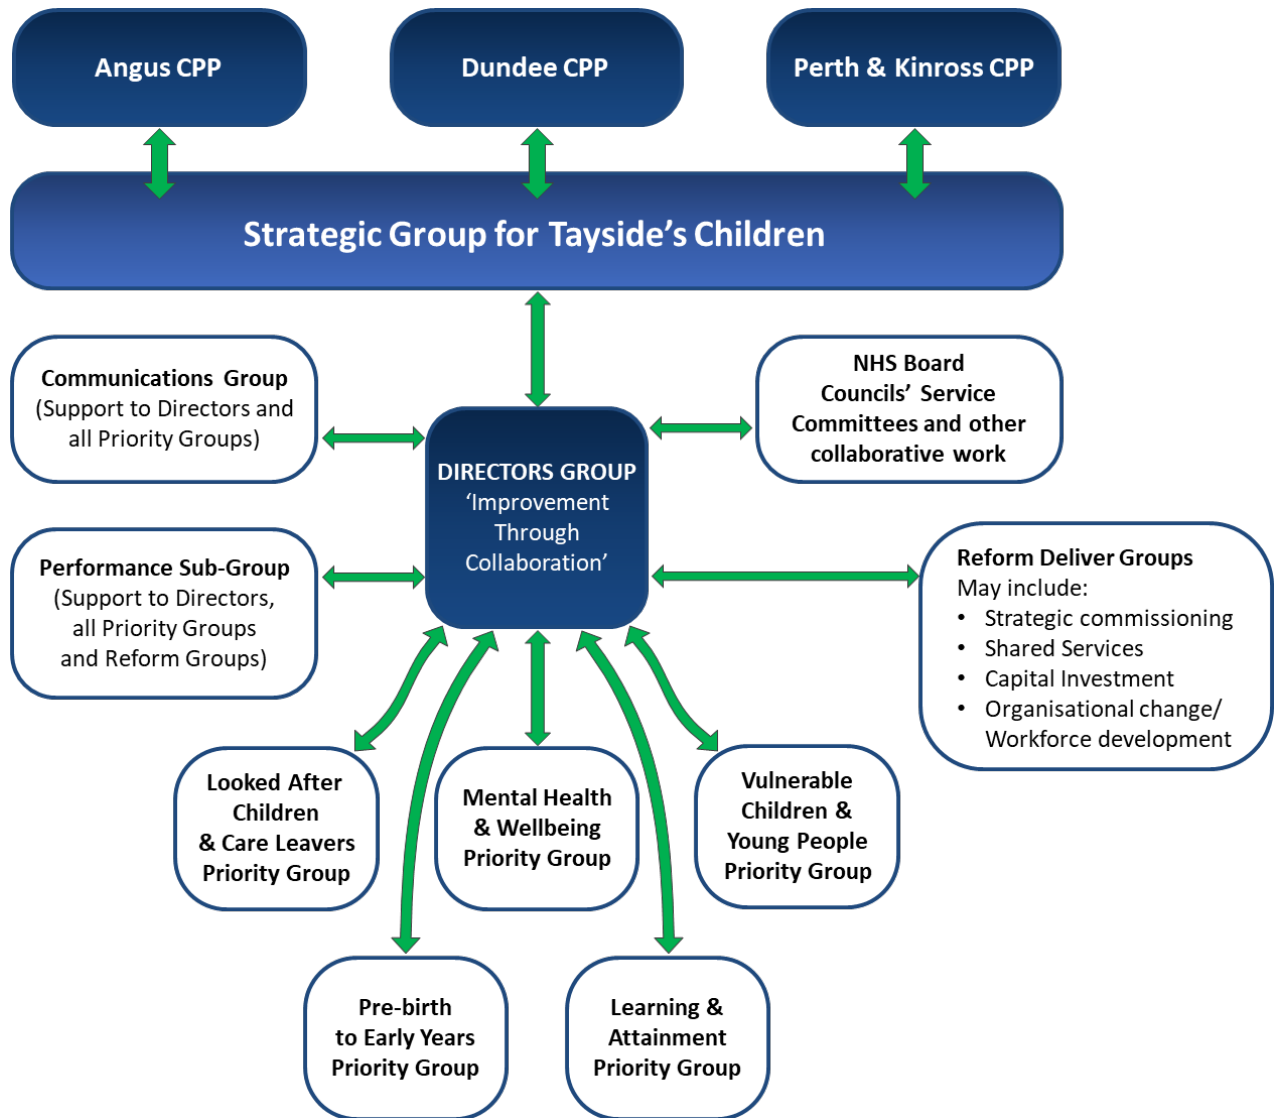 Angus CPP
Dundee CPP
Perth & Kinross CPP
Strategic Group for Tayside’s Children
Communications Group
(Support to Directors and
all Priority Groups)
NHS Board
Councils’ Service
Committees and other
collaborative work
DIRECTORS GROUP
‘Improvement
Through
Collaboration’
Performance Sub-Group
(Support to Directors,
all Priority Groups
and Reform Groups)
Reform Deliver Groups
May include:
• Strategic commissioning
• Shared Services
• Capital Investment
• Organisational change/
Workforce development
Looked After
Children
& Care Leavers
Priority Group
Mental Health
& Wellbeing
Priority Group
Vulnerable
Children &
Young People
Priority Group
Pre-birth
to Early Years
Priority Group
Learning &
Attainment
Priority Group